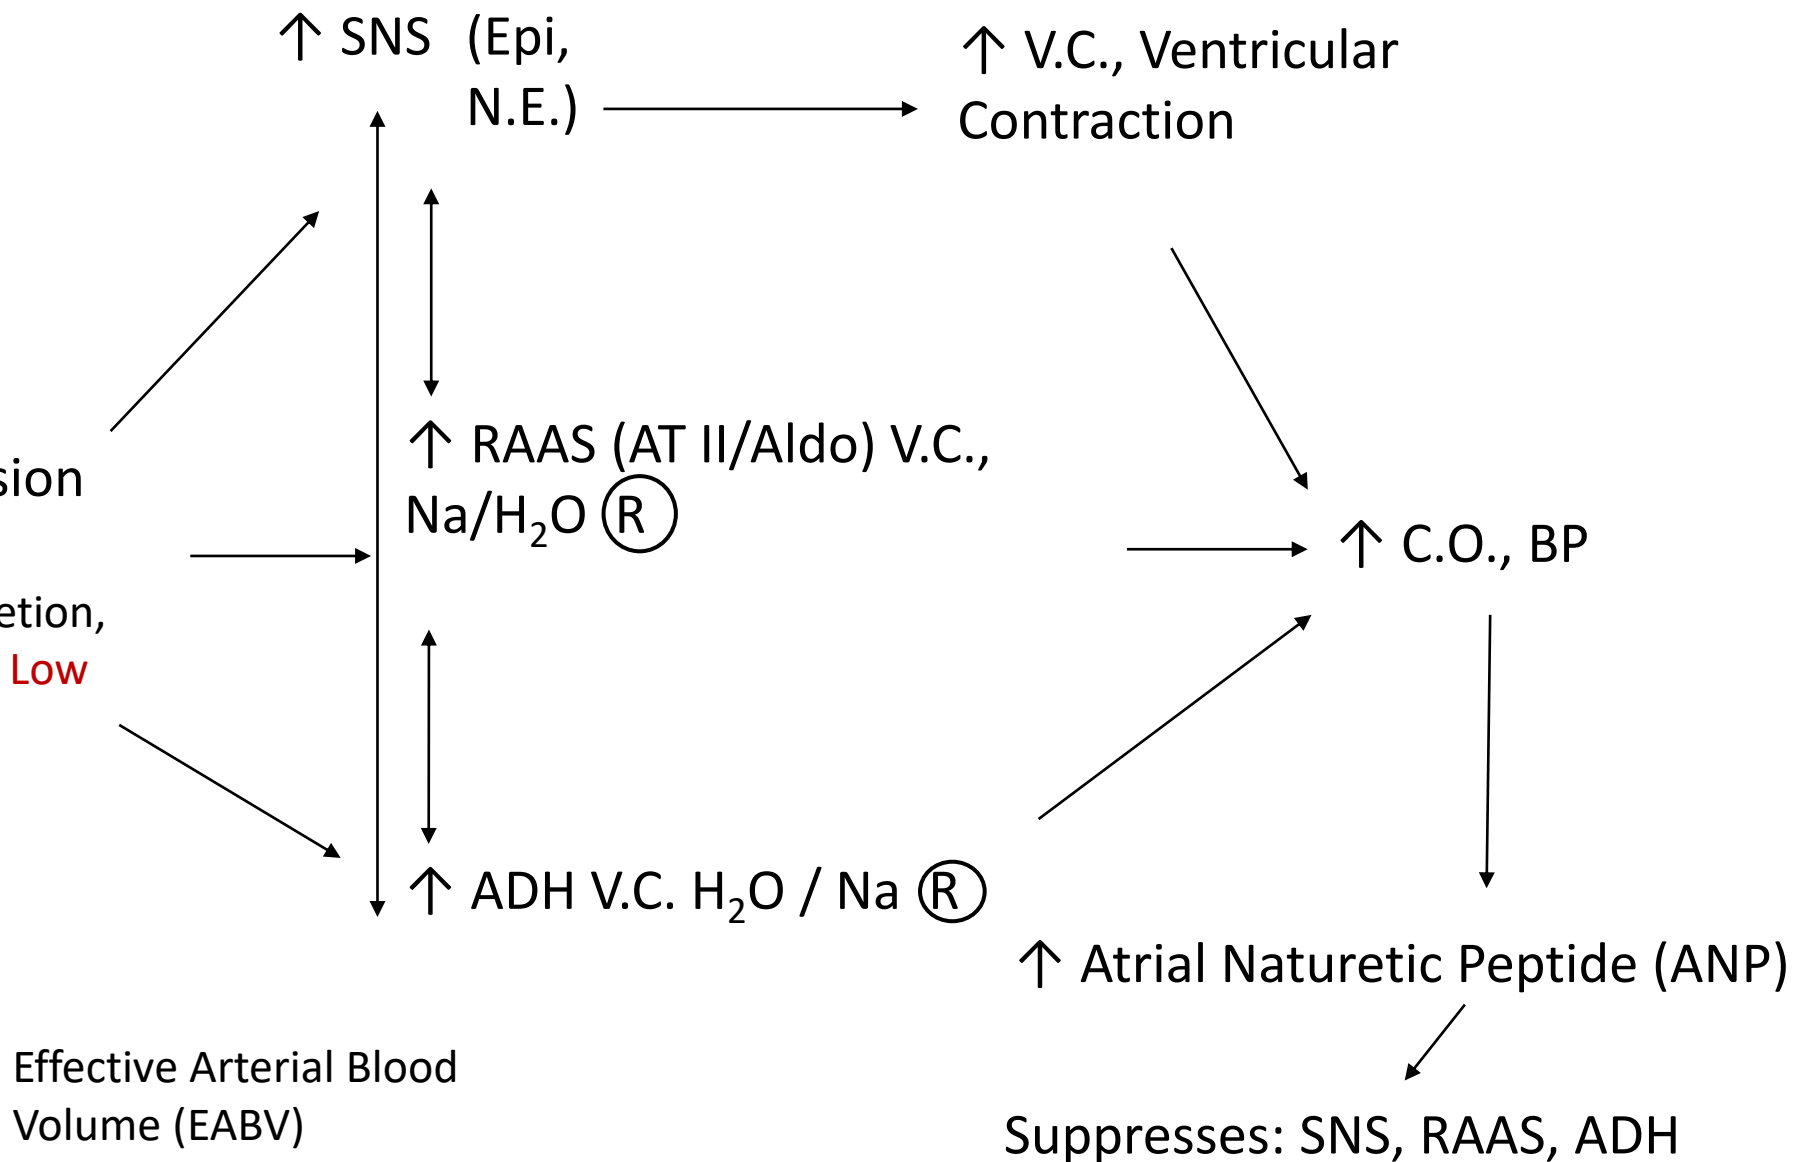 ↑ SNS (Epi,
N.E.)
↑ V.C., Ventricular
Contraction
sion
↑ RAAS (AT II/Aldo) V.C.,
Na/H₂O Ⓡ
etion,
Low
↑ C.O., BP
↑ ADH V.C. H₂O / Na Ⓡ
↑ Atrial Naturetic Peptide (ANP)
Effective Arterial Blood
Volume (EABV)
Suppresses: SNS, RAAS, ADH